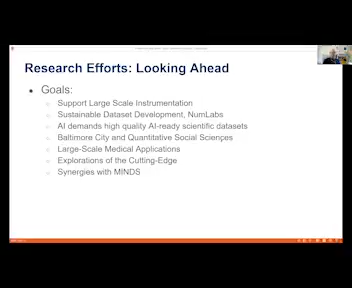 Research Efforts: Looking Ahead
• Goals:
○ Support Large Scale Instrumentation
○ Sustainable Dataset Development, NumLabs
○ AI demands high quality AI-ready scientific datasets
○ Baltimore City and Quantitative Social Sciences
○ Large-Scale Medical Applications
○ Explorations of the Cutting-Edge
○ Synergies with MINDS